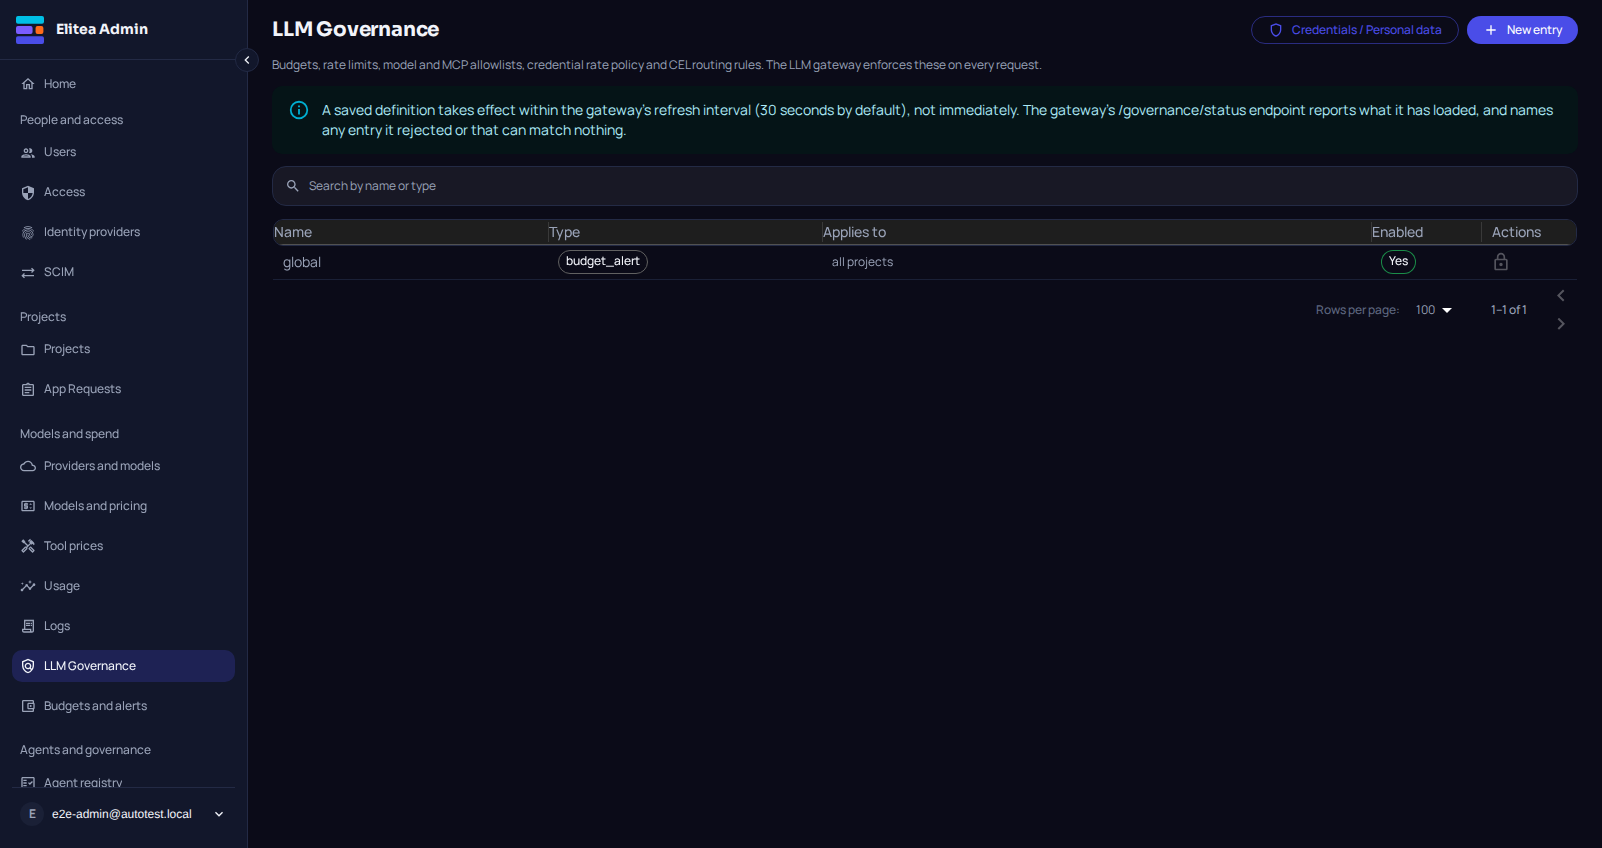 Elitea Admin
Home
People and access
Users
Access
Identity providers
SCIM
Projects
Projects
App Requests
Models and spend
Providers and models
Models and pricing
Tool prices
Usage
Logs
LLM Governance
Budgets and alerts
Agents and governance
Agent registry
E e2e-admin@autotest.local
LLM Governance
Credentials / Personal data
New entry
Budgets, rate limits, model and MCP allowlists, credential rate policy and CEL routing rules. The LLM gateway enforces these on every request.
A saved definition takes effect within the gateway's refresh interval (30 seconds by default), not immediately. The gateway's /governance/status endpoint reports what it has loaded, and names
any entry it rejected or that can match nothing.
Search by name or type
Name Type Applies to Enabled Actions
global budget_alert all projects Yes
Rows per page: 100 1–1 of 1